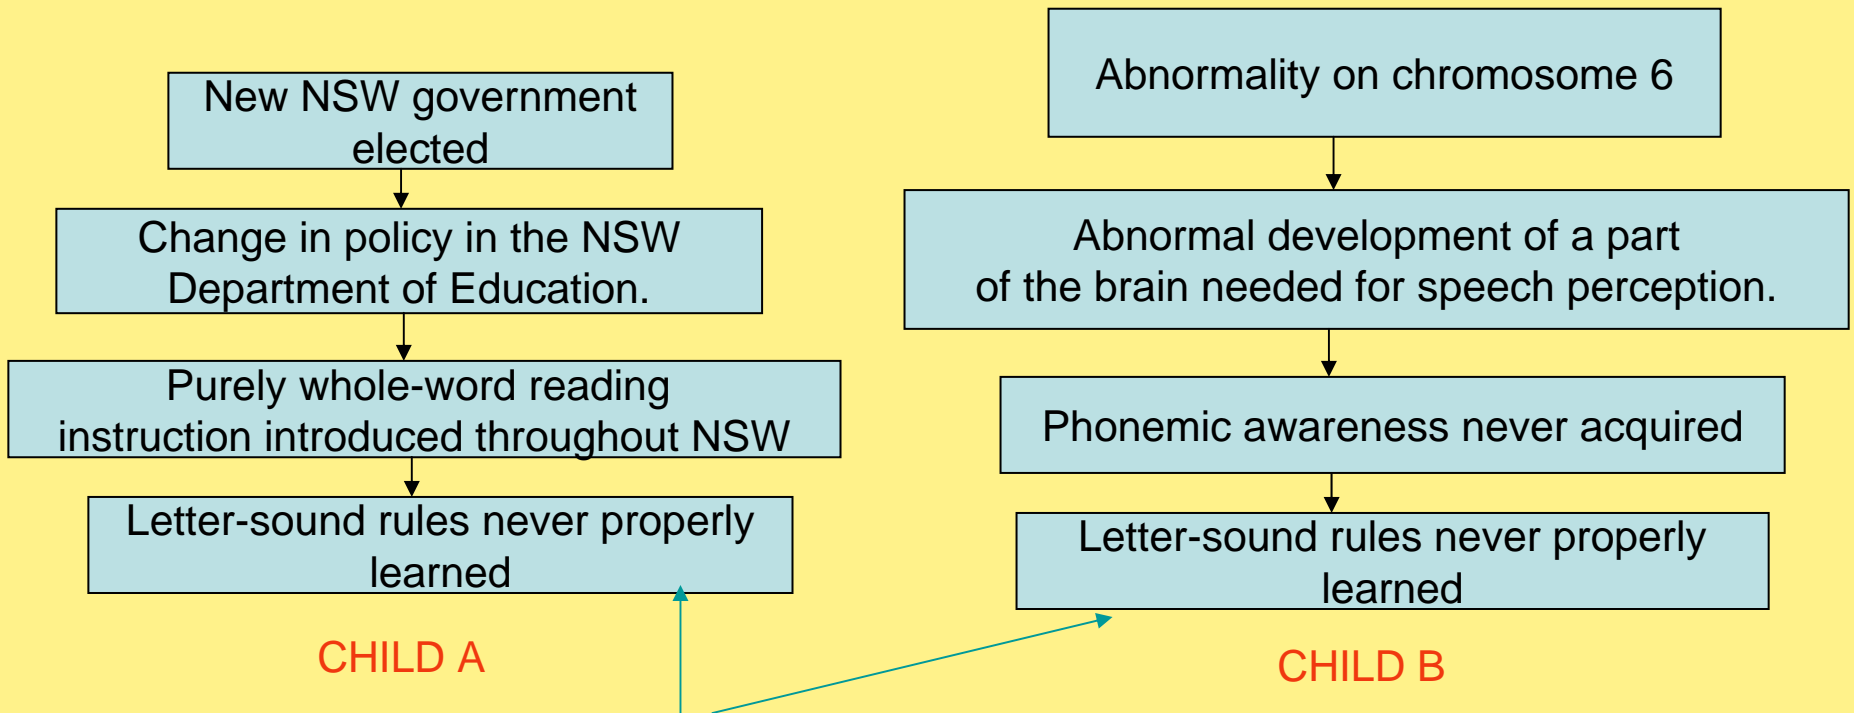 New NSW government
elected
Change in policy in the NSW
Department of Education.
Purely whole-word reading
instruction introduced throughout NSW
Letter-sound rules never properly
learned
CHILD A
Abnormality on chromosome 6
Abnormal development of a part
of the brain needed for speech perception.
Phonemic awareness never acquired
Letter-sound rules never properly
learned
CHILD B